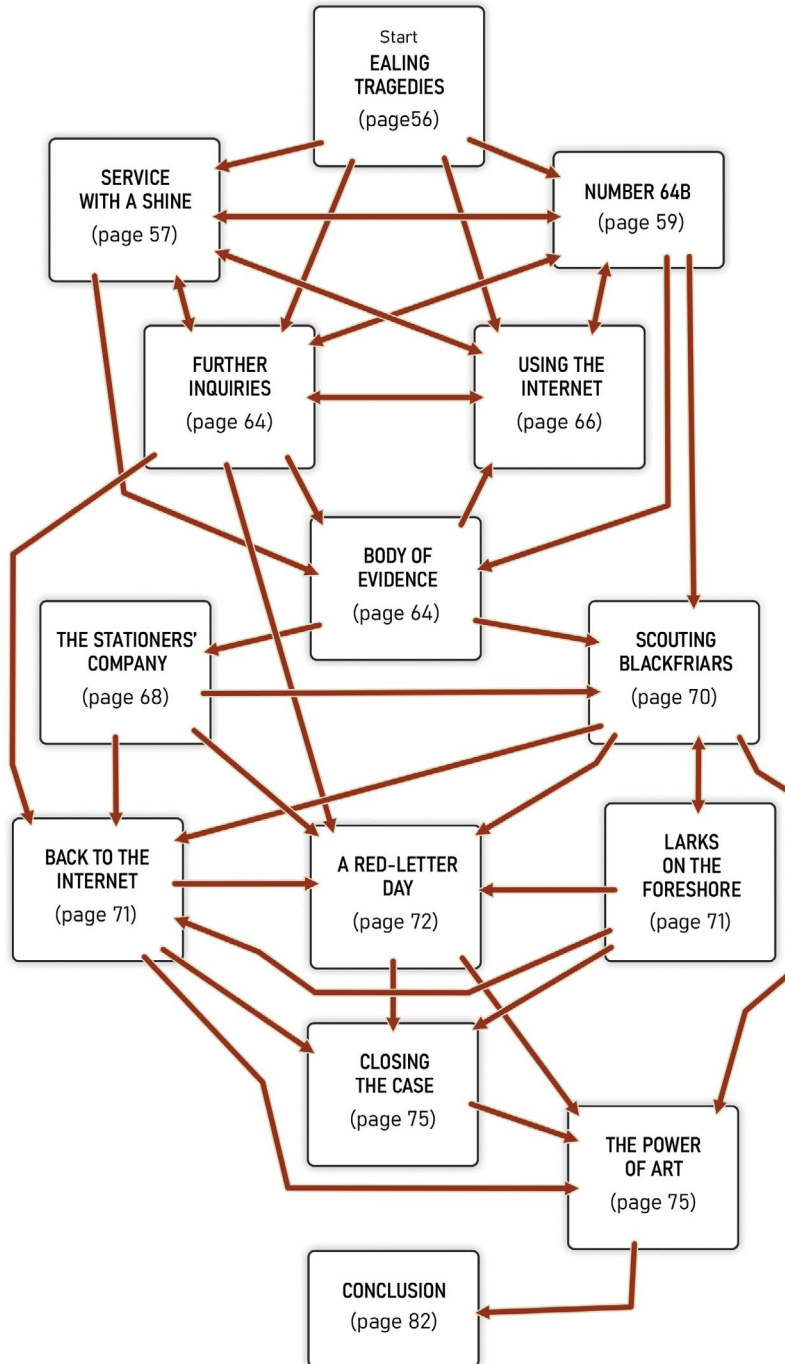 Start
EALING
TRAGEDIES
(page56)
SERVICE
WITH A SHINE
(page 57)
NUMBER 64B
(page 59)
FURTHER
INQUIRIES
(page 64)
USING THE
INTERNET
(page 66)
BODY OF
EVIDENCE
(page 64)
THE STATIONERS’
COMPANY
(page 68)
SCOUTING
BLACKFRIARS
(page 70)
BACK TO THE
INTERNET
(page 71)
A RED-LETTER
DAY
(page 72)
LARKS
ON THE
FORESHORE
(page 71)
CLOSING
THE CASE
(page 75)
THE POWER
OF ART
(page 75)
CONCLUSION
(page 82)